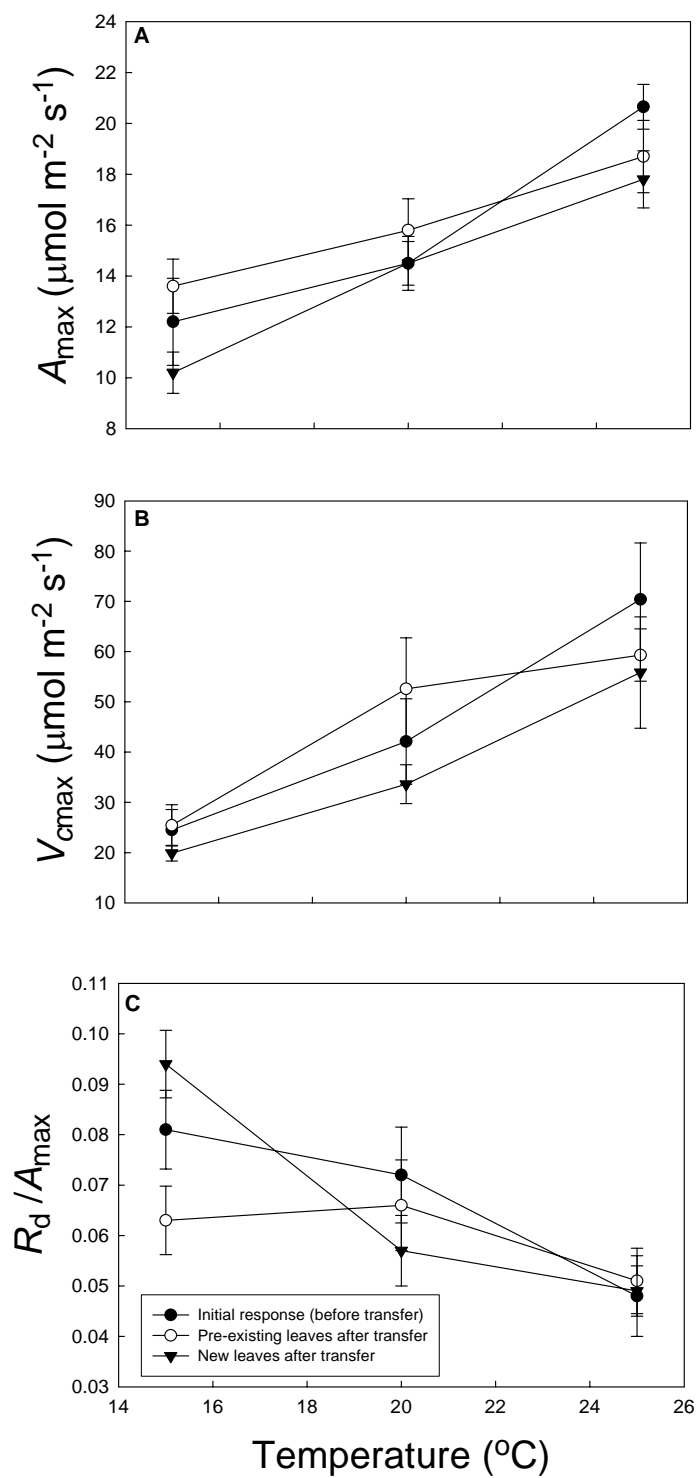 A
24
22
20
18
16
14
12
10
8
Amax (μmol m-2 s-1)
B
90
80
70
60
50
40
30
20
10
Vcmax (μmol m-2 s-1)
C
0.11
0.10
0.09
0.08
0.07
0.06
0.05
0.04
0.03
Rd /Amax
Initial response (before transfer)
Pre-existing leaves after transfer
New leaves after transfer
14 16 18 20 22 24 26
Temperature (oC)